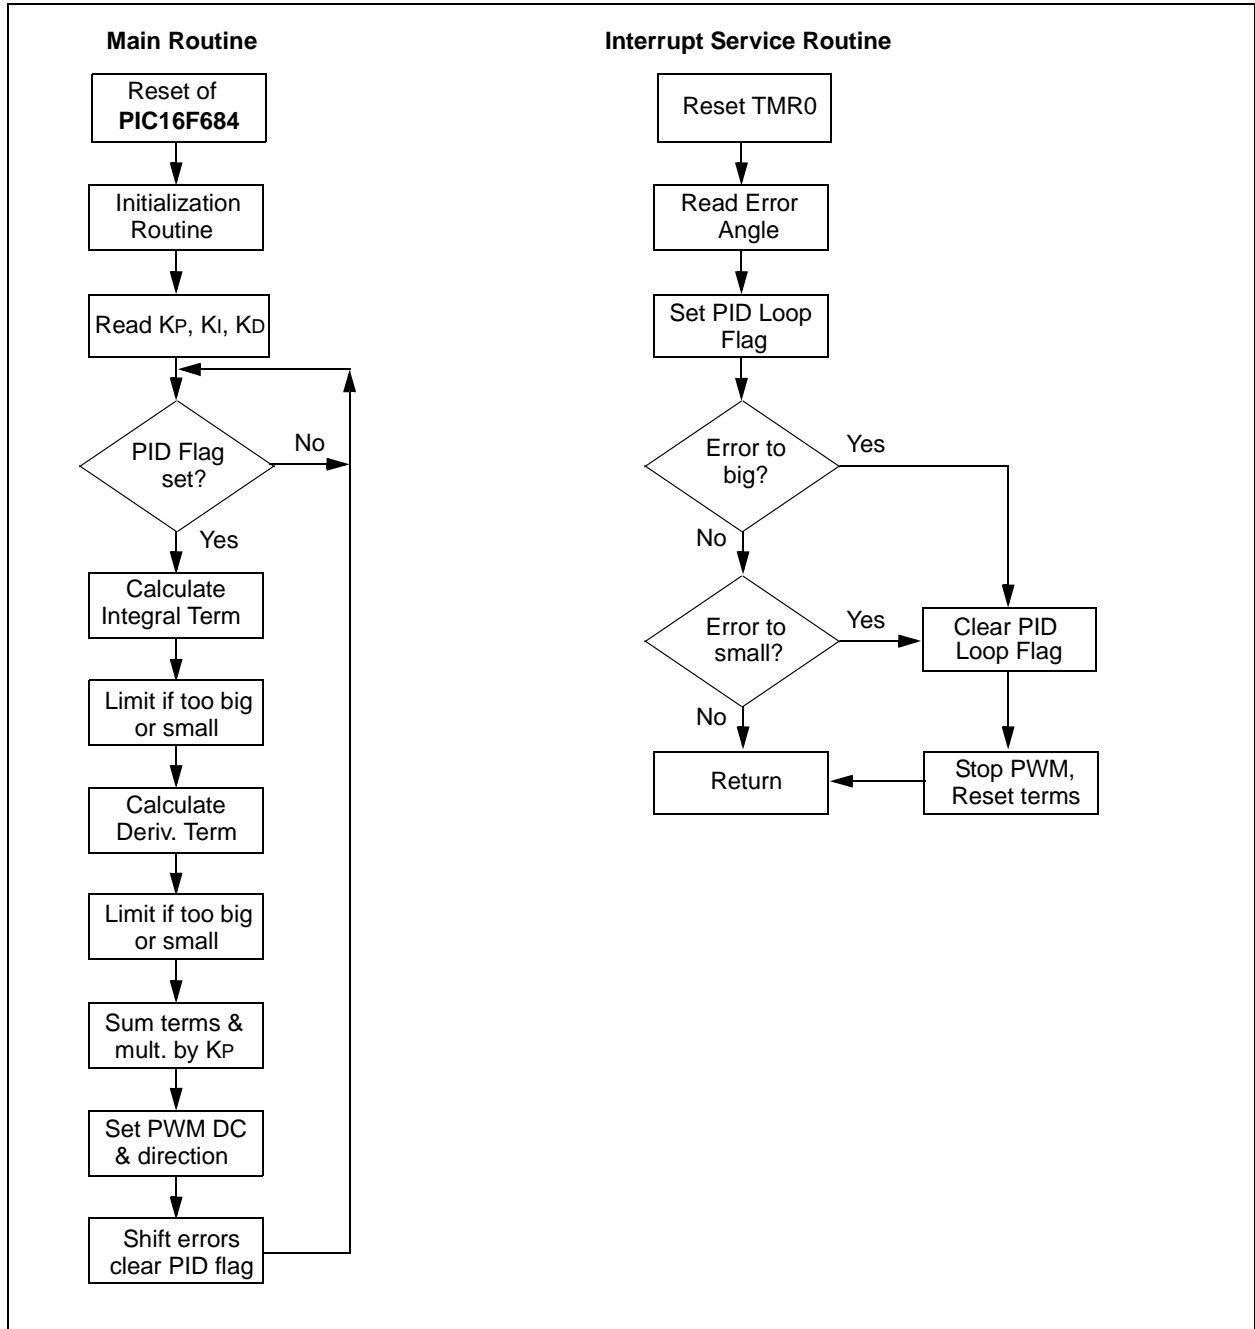 Main Routine
Reset of
PIC16F684
Initialization
Routine
Read KP, KI, KD
PID Flag
set?
No
Yes
Calculate
Integral Term
Limit if too big
or small
Calculate
Deriv. Term
Limit if too big
or small
Sum terms &
mult. by KP
Set PWM DC
& direction
Shift errors
clear PID flag
Interrupt Service Routine
Reset TMR0
Read Error
Angle
Set PID Loop
Flag
Error to
big?
Yes
No
Error to
small?
Yes
No
Clear PID
Loop Flag
Stop PWM,
Reset terms
Return